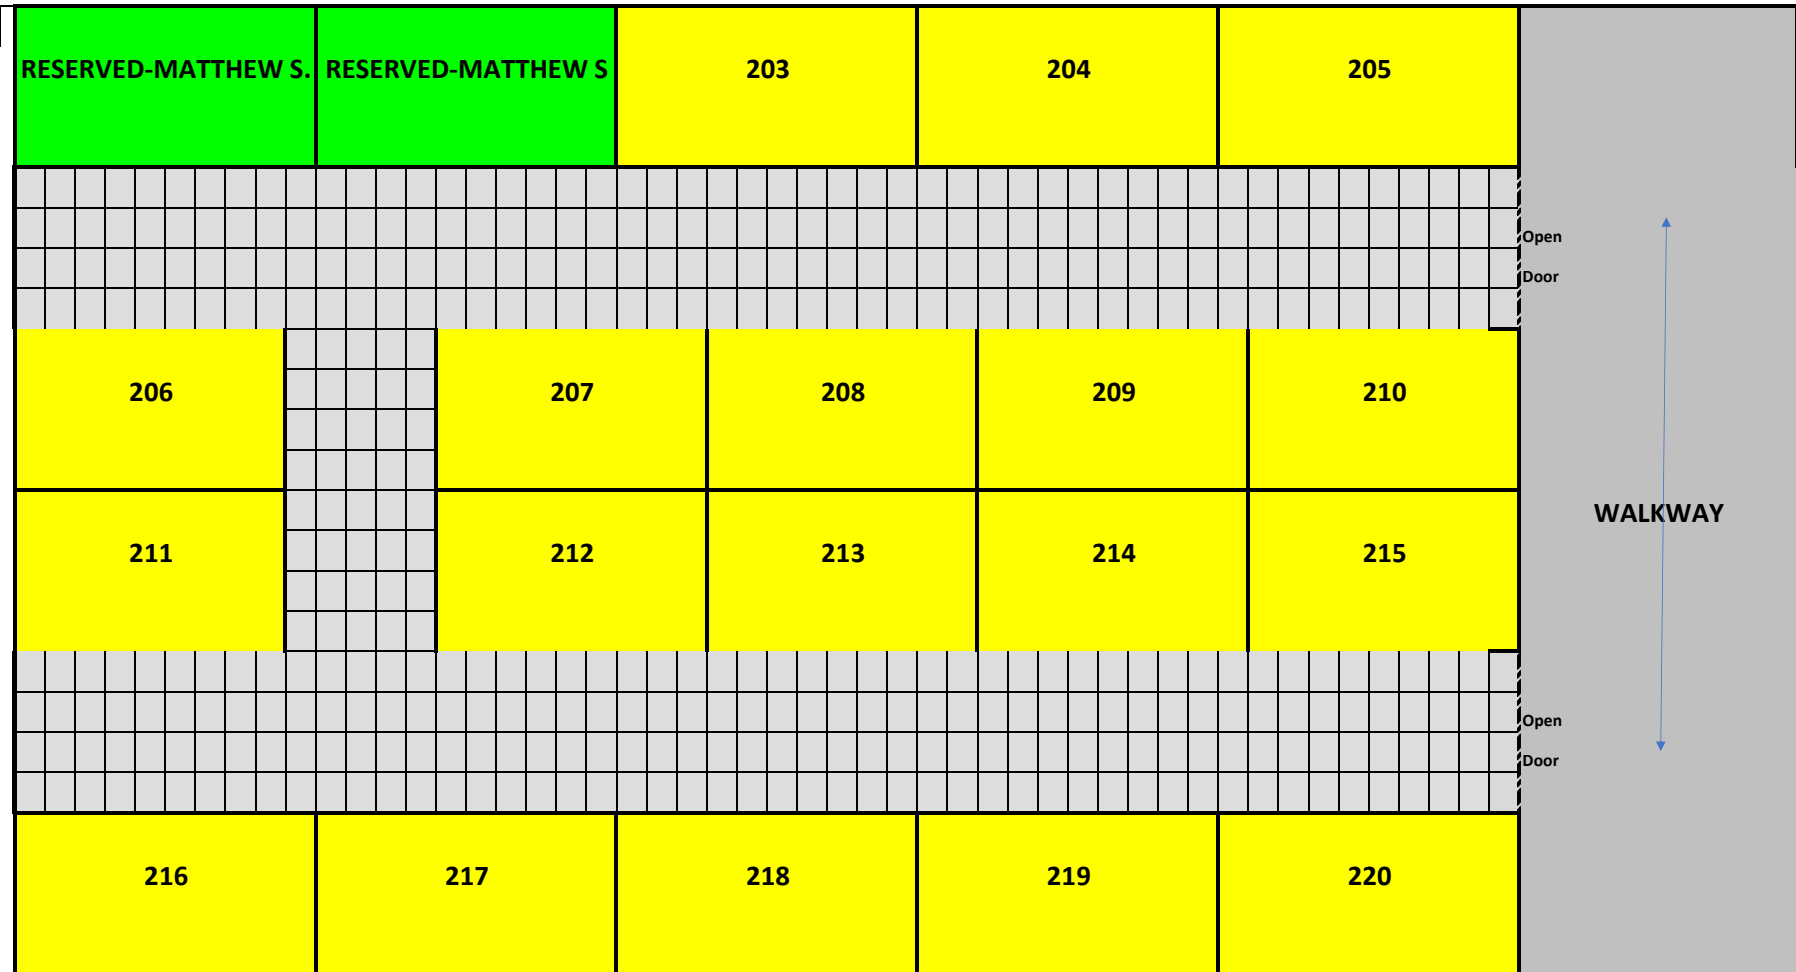 RESERVED-MATTHEW S.
RESERVED-MATTHEW S
203
204
205
Open
Door
206
207
208
209
210
WALKWAY
211
212
213
214
215
Open
Door
216
217
218
219
220